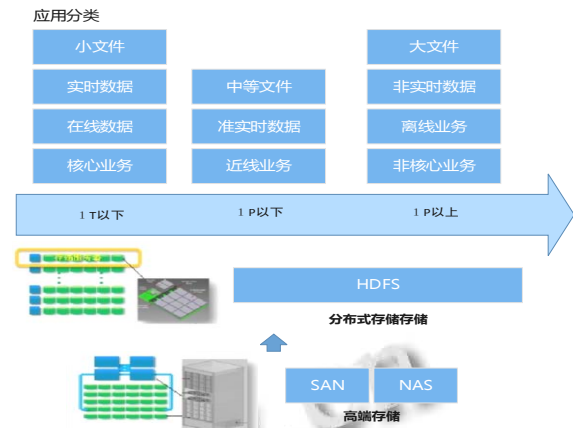 应用分类
小文件
大文件
实时数据
中等文件
非实时数据
在线数据
准实时数据
离线业务
核心业务
近线业务
非核心业务
1 T以下
1 P以下
1 P以上
HDFS
分布式存储存储
SAN
NAS
高端存储